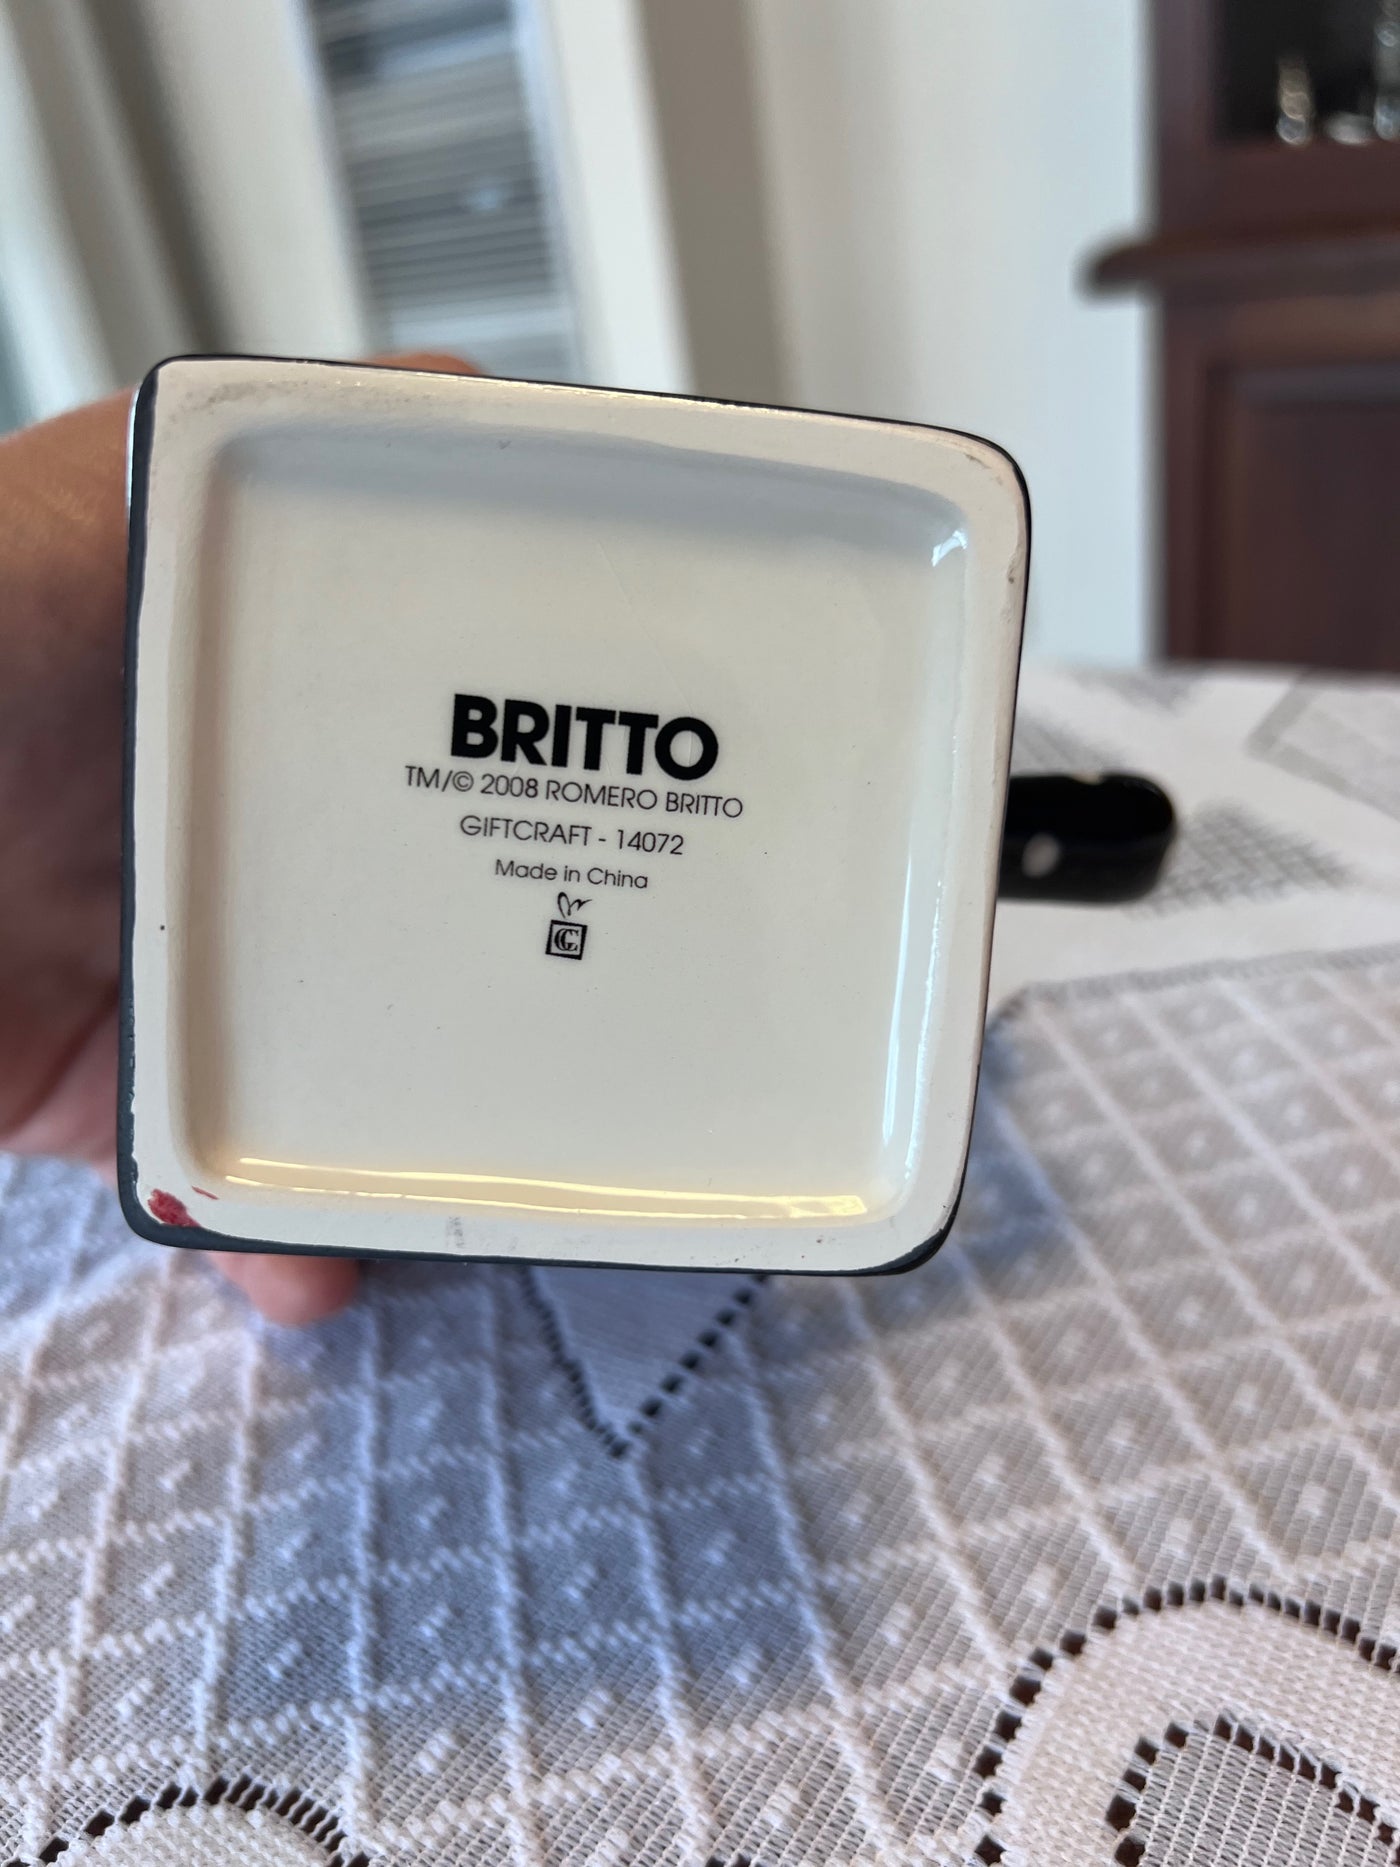 BRITTO
TM/© 2008 ROMERO BRITTO
GIFTCRAFT - 14072
Made in China